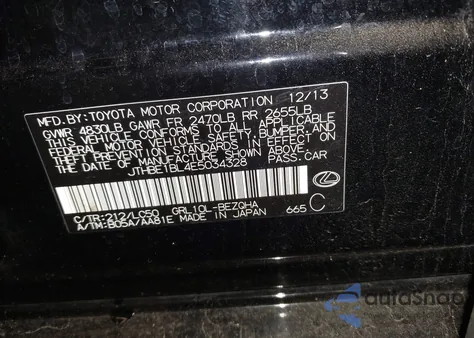 MFD. BY: TOYOTA MOTOR CORPORATION 12/13
GVWR 4830LB GAWR FR 2470LB RR 2655LB
THIS VEHICLE CONFORMS TO ALL APPLICABLE
FEDERAL MOTOR VEHICLE SAFETY, BUMPER, AND
THEFT PREVENTION STANDARDS IN EFFECT ON
THE DATE OF MANUFACTURE SHOWN ABOVE.
JTHBE1BL4E5034328 PASS.CAR
C/TR:212/LC50 GRL10L-BEZQHA
A/TM:B05A/AA81E MADE IN JAPAN 665 C
autoSnap